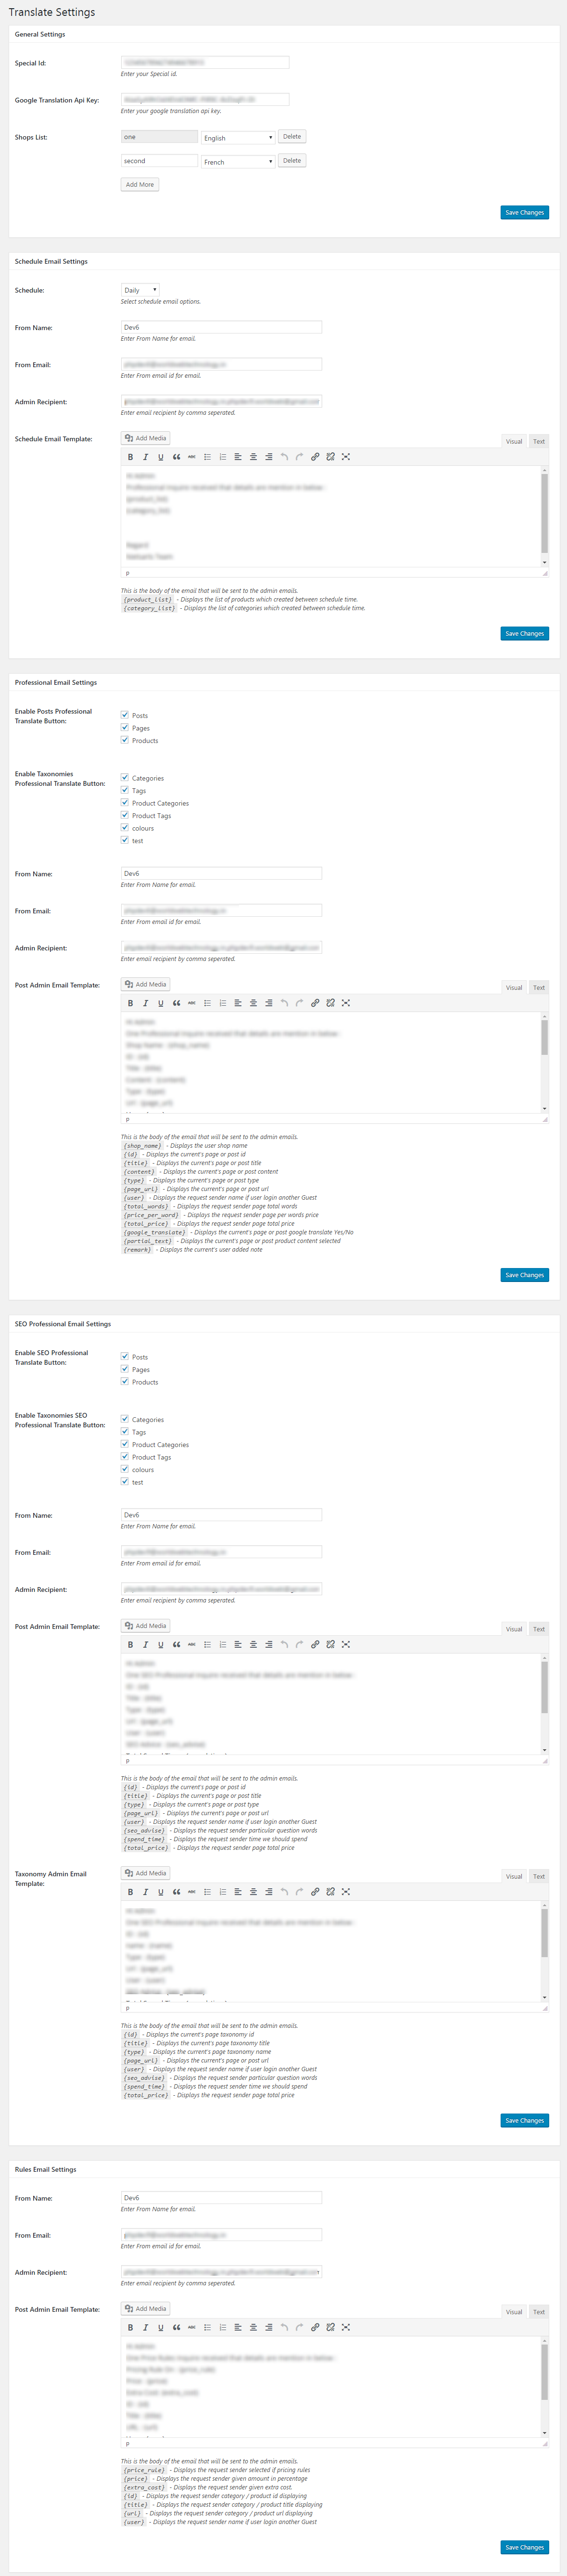 Translate Settings
General Settings
Special Id:
Enter your Special id.
Google Translation Api Key:
Enter your google translation api key.
Shops List:
one English Delete
second French Delete
Add More
Save Changes
Schedule Email Settings
Schedule: Daily
Select schedule email options.
From Name: Dev6
Enter From Name for email.
From Email:
Enter From email id for email.
Admin Recipient:
Enter email recipient by comma seperated.
Schedule Email Template: Add Media Visual Text
p
This is the body of the email that will be sent to the admin emails.
{product_list} - Displays the list of products which created between schedule time.
{category_list} - Displays the list of categories which created between schedule time.
Save Changes
Professional Email Settings
Enable Posts Professional
Translate Button:
Posts
Pages
Products
Enable Taxonomies
Professional Translate Button:
Categories
Tags
Product Categories
Product Tags
colours
test
From Name: Dev6
Enter From Name for email.
From Email:
Enter From email id for email.
Admin Recipient:
Enter email recipient by comma seperated.
Post Admin Email Template: Add Media Visual Text
p
This is the body of the email that will be sent to the admin emails.
{shop_name} - Displays the user shop name
{id} - Displays the current's page or post id
{title} - Displays the current's page or post title
{content} - Displays the current's page or post content
{type} - Displays the current's page or post type
{page_url} - Displays the current's page or post url
{user} - Displays the request sender name if user login another Guest
{total_words} - Displays the request sender page total words
{price_per_word} - Displays the request sender page per words price
{total_price} - Displays the request sender page total price
{google_translate} - Displays the current's page or post google translate Yes/No
{partial_text} - Displays the current's page or post product content selected
{remark} - Displays the current's user added note
Save Changes
SEO Professional Email Settings
Enable SEO Professional
Translate Button:
Posts
Pages
Products
Enable Taxonomies SEO
Professional Translate Button:
Categories
Tags
Product Categories
Product Tags
colours
test
From Name: Dev6
Enter From Name for email.
From Email:
Enter From email id for email.
Admin Recipient:
Enter email recipient by comma seperated.
Post Admin Email Template: Add Media Visual Text
p
This is the body of the email that will be sent to the admin emails.
{id} - Displays the current's page or post id
{title} - Displays the current's page or post title
{type} - Displays the current's page or post type
{page_url} - Displays the current's page or post url
{user} - Displays the request sender name if user login another Guest
{seo_advise} - Displays the request sender particular question words
{spend_time} - Displays the request sender time we should spend
{total_price} - Displays the request sender page total price
Taxonomy Admin Email
Template:
Add Media Visual Text
p
This is the body of the email that will be sent to the admin emails.
{id} - Displays the current's page taxonomy id
{title} - Displays the current's page taxonomy title
{type} - Displays the current's page taxonomy name
{page_url} - Displays the current's page or post url
{user} - Displays the request sender name if user login another Guest
{seo_advise} - Displays the request sender particular question words
{spend_time} - Displays the request sender time we should spend
{total_price} - Displays the request sender page total price
Save Changes
Rules Email Settings
From Name: Dev6
Enter From Name for email.
From Email:
Enter From email id for email.
Admin Recipient:
Enter email recipient by comma seperated.
Post Admin Email Template: Add Media Visual Text
p
This is the body of the email that will be sent to the admin emails.
{price_rule} - Displays the request sender selected if pricing rules
{price} - Displays the request sender given amount in percentage
{extra_cost} - Displays the request sender given extra cost.
{id} - Displays the request sender category / product id displaying
{title} - Displays the request sender category / product title displaying
{url} - Displays the request sender category / product url displaying
{user} - Displays the request sender name if user login another Guest
Save Changes